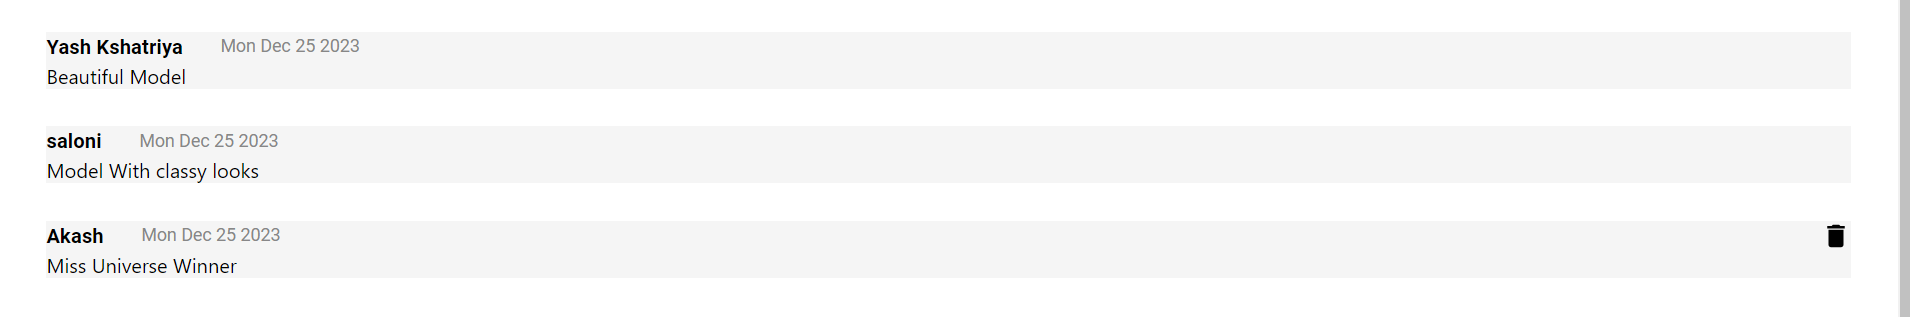 Yash Kshatriya Mon Dec 25 2023
Beautiful Model
saloni Mon Dec 25 2023
Model With classy looks
Akash Mon Dec 25 2023
Miss Universe Winner